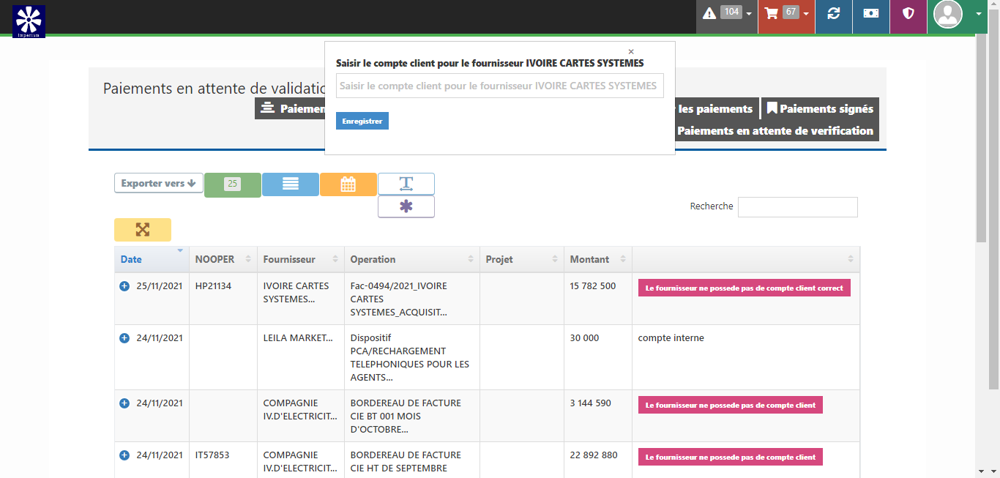 Imperium
104
67
×
Saisir le compte client pour le fournisseur IVOIRE CARTES SYSTEMES
Saisir le compte client pour le fournisseur IVOIRE CARTES SYSTEMES
Enregistrer
Paiements en attente de validatio
Paiemen
les paiements
Paiements signés
Paiements en attente de verification
Exporter vers
25
Recherche
Date NOOPER Fournisseur Operation Projet Montant
25/11/2021 HP21134 IVOIRE CARTES Fac-0494/2021_IVOIRE 15 782 500 Le fournisseur ne possede pas de compte client correct
SYSTEMES... CARTES
SYSTEMES_ACQUISIT...
24/11/2021 LEILA MARKET... Dispositif 30 000 compte interne
PCA/RECHARGEMENT
TELEPHONIQUES POUR LES
AGENTS...
24/11/2021 COMPAGNIE BORDEREAU DE FACTURE 3 144 590 Le fournisseur ne possede pas de compte client
IV.D'ELECTRICIT... CIE BT 001 MOIS
D'OCTOBRE...
24/11/2021 IT57853 COMPAGNIE BORDEREAU DE FACTURE 22 892 880 Le fournisseur ne possede pas de compte client
IV.D'ELECTRICIT... CIE HT DE SEPTEMBRE